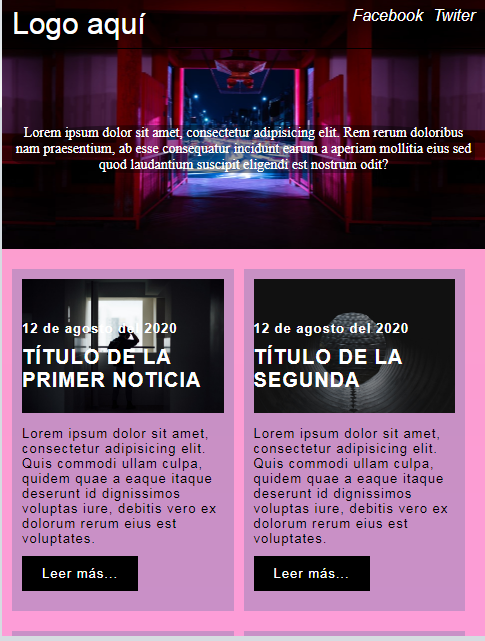 Logo aquí
Facebook Twiter
Lorem ipsum dolor sit amet, consectetur adipisicing elit. Rem rerum doloribus
nam praesentium, ab esse consequatur incidunt earum a aperiam mollitia eius sed
quod laudantium suscipit eligendi est nostrum odit?
12 de agosto del 2020
TÍTULO DE LA
PRIMER NOTICIA
Lorem ipsum dolor sit amet,
consectetur adipisicing elit.
Quis commodi ullam culpa,
quidem quae a eaque itaque
deserunt id dignissimos
voluptas iure, debitis vero ex
dolorum rerum eius est
voluptates.
Leer más...
12 de agosto del 2020
TÍTULO DE LA
SEGUNDA
Lorem ipsum dolor sit amet,
consectetur adipisicing elit.
Quis commodi ullam culpa,
quidem quae a eaque itaque
deserunt id dignissimos
voluptas iure, debitis vero ex
dolorum rerum eius est
voluptates.
Leer más...